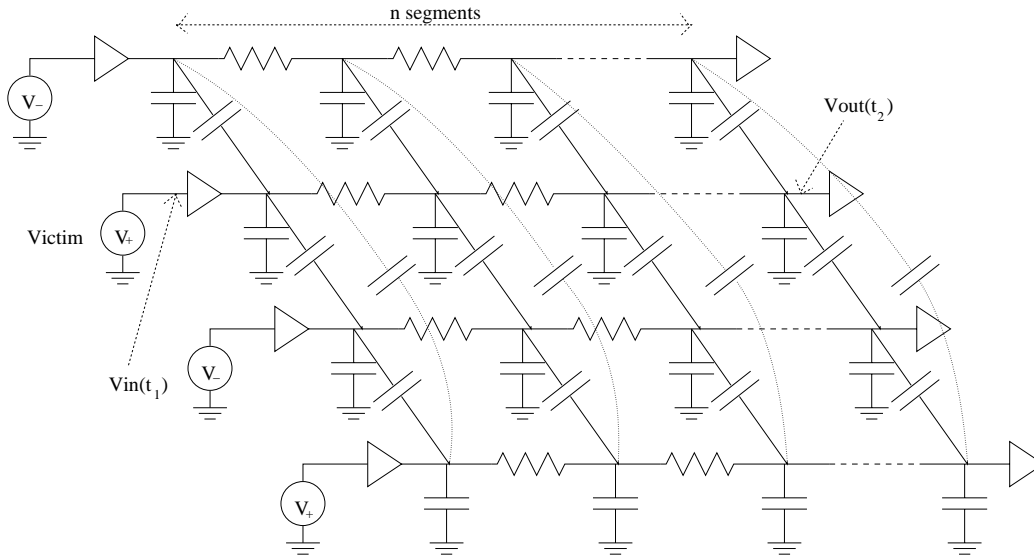 n segments
V−
Vout(t₂)
Victim
V+
V−
Vin(t₁)
V+